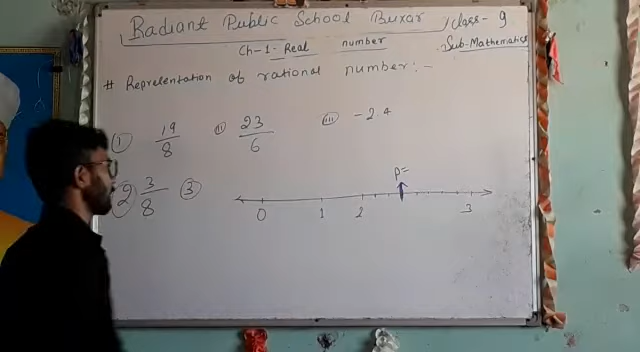 Radiant Public School Buxar, class-9
Ch-1-Real number
Sub-Mathematics
# Representation of rational number:-
(i) 19/8 (ii) 23/6 (iii) -2.4
2 3/8 3
P=
0 1 2 3